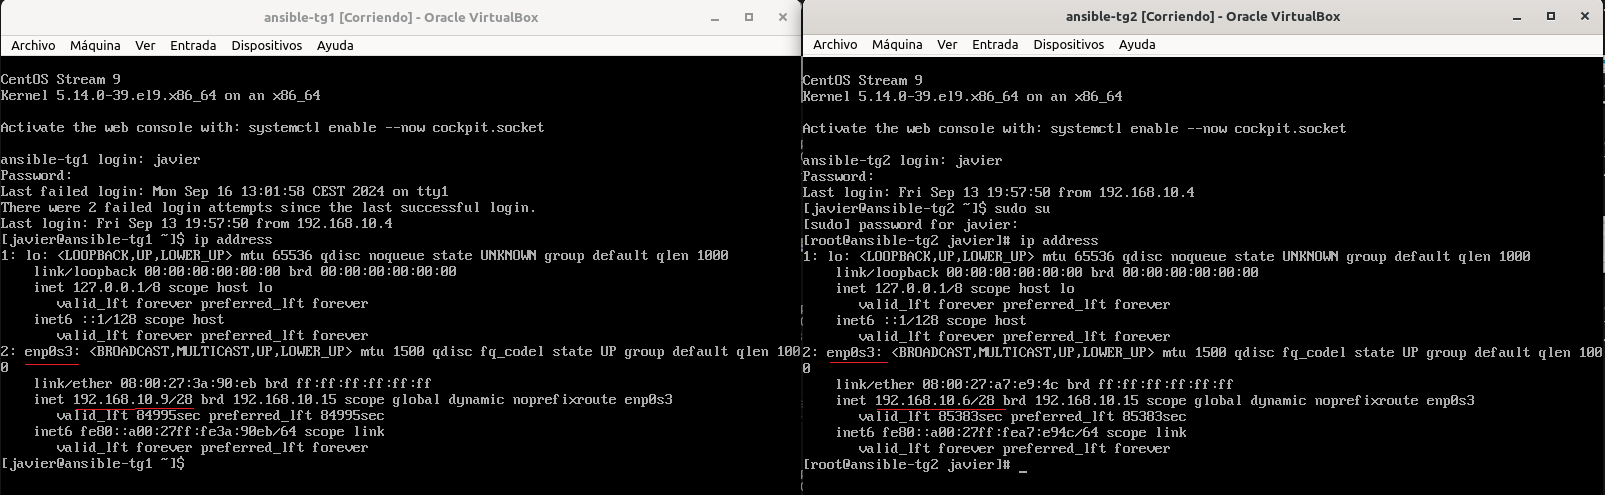 ansible-tg1 [Corriendo] - Oracle VirtualBox
Archivo Máquina Ver Entrada Dispositivos Ayuda
CentOS Stream 9
Kernel 5.14.0-39.el9.x86_64 on an x86_64
Activate the web console with: systemctl enable --now cockpit.socket
ansible-tg1 login: javier
Password:
Last failed login: Mon Sep 16 13:01:58 CEST 2024 on tty1
There were 2 failed login attempts since the last successful login.
Last login: Fri Sep 13 19:57:50 from 192.168.10.4
[javier@ansible-tg1 ~]$ ip address
1: lo: <LOOPBACK,UP,LOWER_UP> mtu 65536 qdisc noqueue state UNKNOWN group default qlen 1000
link/loopback 00:00:00:00:00:00 brd 00:00:00:00:00:00
inet 127.0.0.1/8 scope host lo
valid_lft forever preferred_lft forever
inet6 ::1/128 scope host
valid_lft forever preferred_lft forever
2: enp0s3: <BROADCAST,MULTICAST,UP,LOWER_UP> mtu 1500 qdisc fq_codel state UP group default qlen 100
0
link/ether 08:00:27:3a:90:eb brd ff:ff:ff:ff:ff:ff
inet 192.168.10.9/28 brd 192.168.10.15 scope global dynamic noprefixroute enp0s3
valid_lft 84995sec preferred_lft 84995sec
inet6 fe80::a00:27ff:fe3a:90eb/64 scope link
valid_lft forever preferred_lft forever
[javier@ansible-tg1 ~]$
ansible-tg2 [Corriendo] - Oracle VirtualBox
Archivo Máquina Ver Entrada Dispositivos Ayuda
CentOS Stream 9
Kernel 5.14.0-39.el9.x86_64 on an x86_64
Activate the web console with: systemctl enable --now cockpit.socket
ansible-tg2 login: javier
Password:
Last login: Fri Sep 13 19:57:50 from 192.168.10.4
[javier@ansible-tg2 ~]$ sudo su
[sudo] password for javier:
[root@ansible-tg2 javier]# ip address
1: lo: <LOOPBACK,UP,LOWER_UP> mtu 65536 qdisc noqueue state UNKNOWN group default qlen 1000
link/loopback 00:00:00:00:00:00 brd 00:00:00:00:00:00
inet 127.0.0.1/8 scope host lo
valid_lft forever preferred_lft forever
inet6 ::1/128 scope host
valid_lft forever preferred_lft forever
2: enp0s3: <BROADCAST,MULTICAST,UP,LOWER_UP> mtu 1500 qdisc fq_codel state UP group default qlen 100
0
link/ether 08:00:27:a7:e9:4c brd ff:ff:ff:ff:ff:ff
inet 192.168.10.6/28 brd 192.168.10.15 scope global dynamic noprefixroute enp0s3
valid_lft 85383sec preferred_lft 85383sec
inet6 fe80::a00:27ff:fea7:e94c/64 scope link
valid_lft forever preferred_lft forever
[root@ansible-tg2 javier]# _